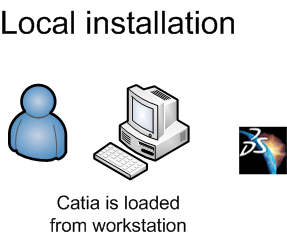 Local installation
Catia is loaded
from workstation